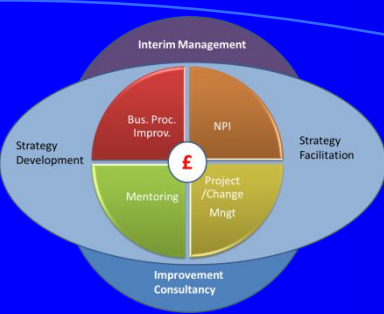 Interim Management
Bus. Proc.
Improv.
NPI
Strategy
Development
£
Strategy
Facilitation
Mentoring
Project
/Change
Mngt
Improvement
Consultancy